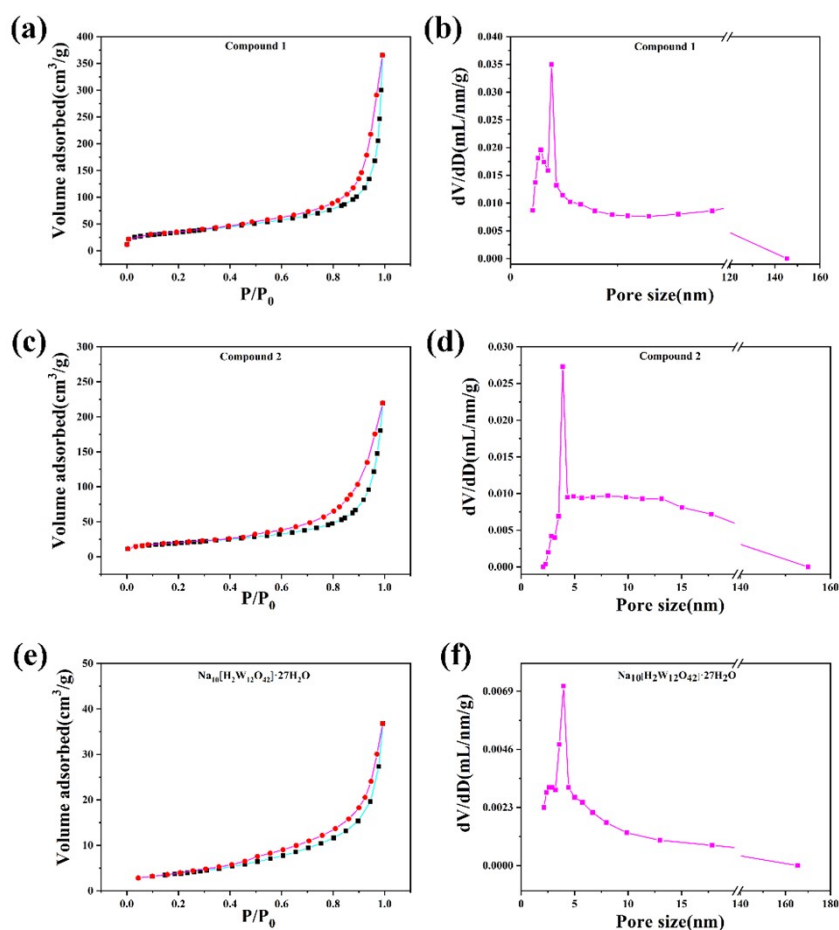 (a)
Compound 1
Volume adsorbed(cm³/g)
400
350
300
250
200
150
100
50
0
0.0 0.2 0.4 0.6 0.8 1.0
P/P₀
(b)
Compound 1
dV/dD(mL/nm/g)
0.040
0.035
0.030
0.025
0.020
0.015
0.010
0.005
0.000
0 120 140 160
Pore size(nm)
(c)
Compound 2
Volume adsorbed(cm³/g)
300
250
200
150
100
50
0
0.0 0.2 0.4 0.6 0.8 1.0
P/P₀
(d)
Compound 2
dV/dD(mL/nm/g)
0.030
0.025
0.020
0.015
0.010
0.005
0.000
0 5 10 15 140 160
Pore size(nm)
(e)
Na₁₀[H₂W₁₂O₄₂]·27H₂O
Volume adsorbed(cm³/g)
50
40
30
20
10
0
0.0 0.2 0.4 0.6 0.8 1.0
P/P₀
(f)
Na₁₀[H₂W₁₂O₄₂]·27H₂O
dV/dD(mL/nm/g)
0.0069
0.0046
0.0023
0.0000
0 5 10 15 140 160 180
Pore size(nm)